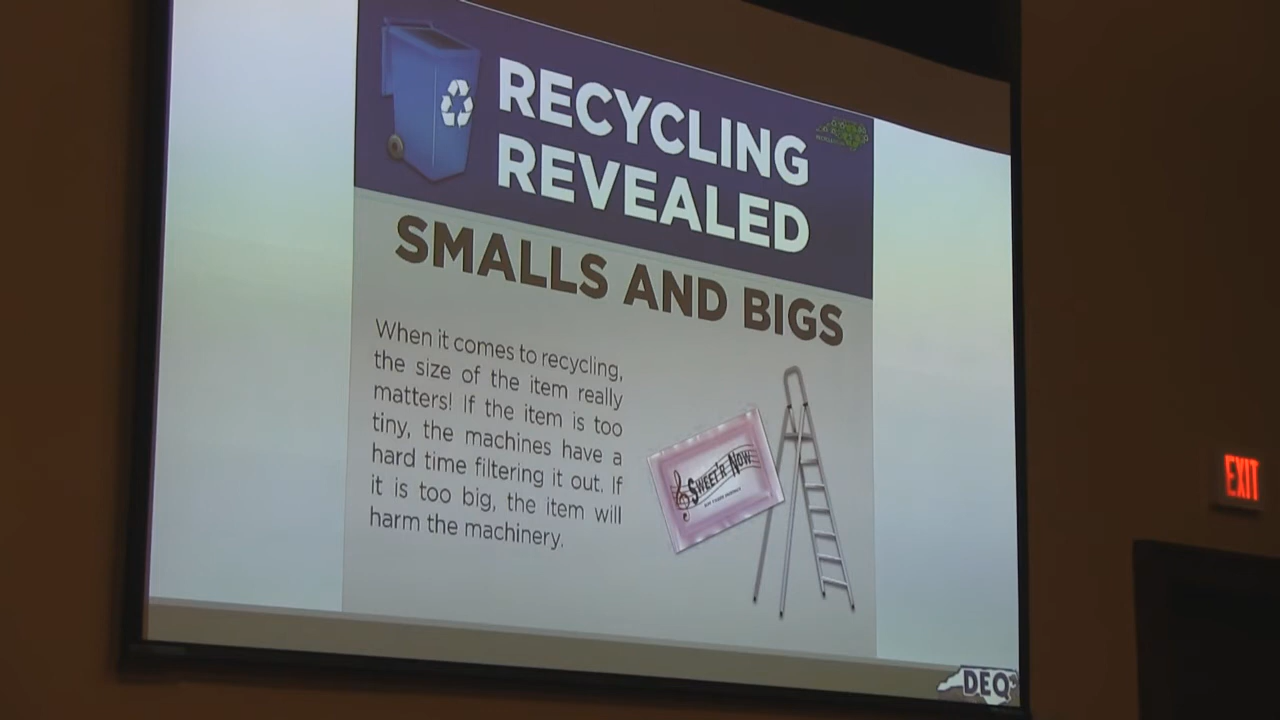 RECYCLING
REVEALED
SMALLS AND BIGS
When it comes to recycling,
the size of the item really
matters! If the item is too
tiny, the machines have a
hard time filtering it out. If
it is too big, the item will
harm the machinery.
SWEET'R NOW
EXIT
DEQ